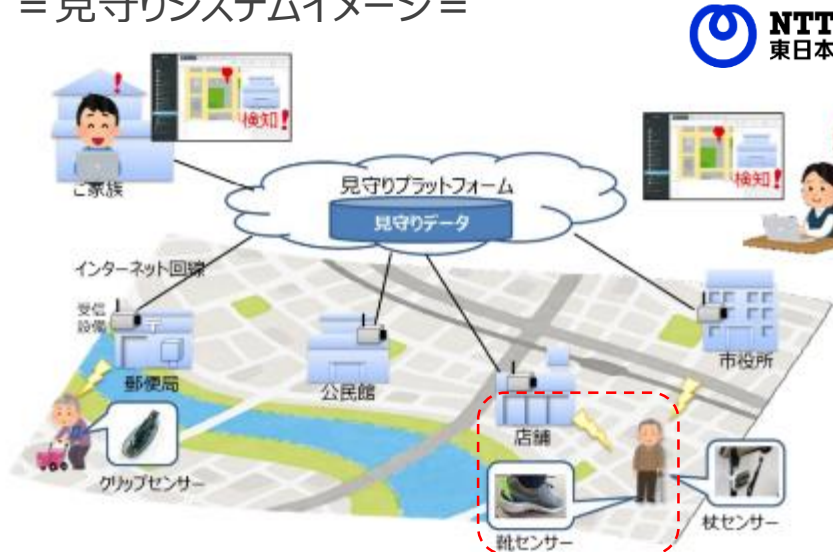 ＝見守りシステムイメージ＝
NTT
東日本
検知!
ご家族
見守りプラットフォーム
見守りデータ
検知!
インターネット回線
受信
設備
郵便局
公民館
店舗
市役所
クリップセンサー
靴センサー
杖センサー